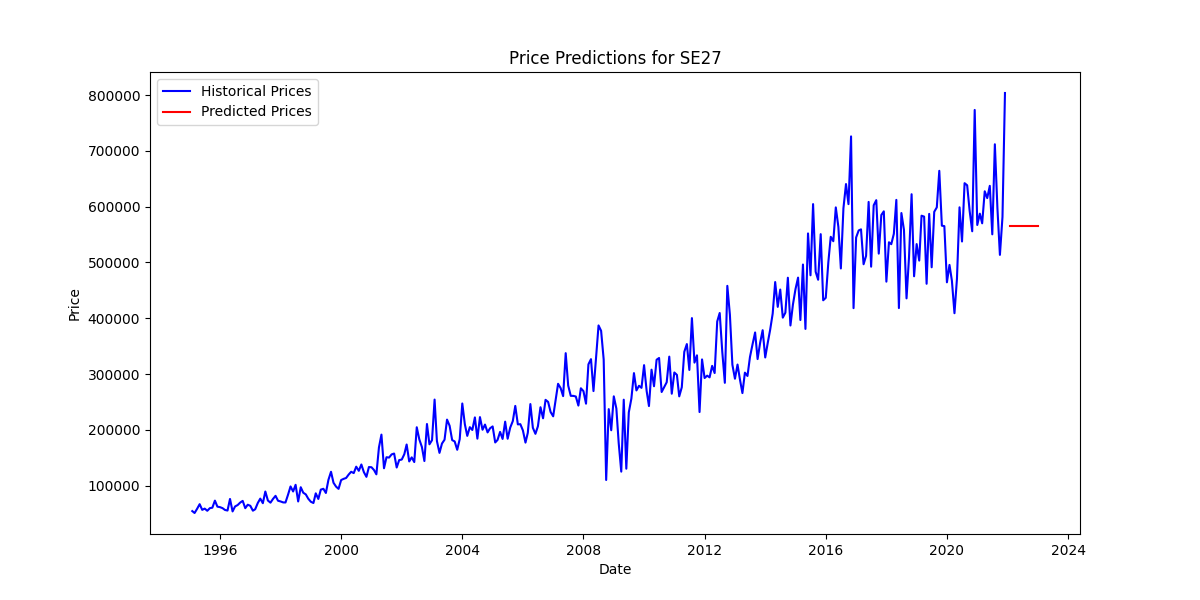 Price Predictions for SE27
Historical Prices
Predicted Prices
800000
700000
600000
500000
400000
300000
200000
100000
Price
1996 2000 2004 2008 2012 2016 2020 2024
Date